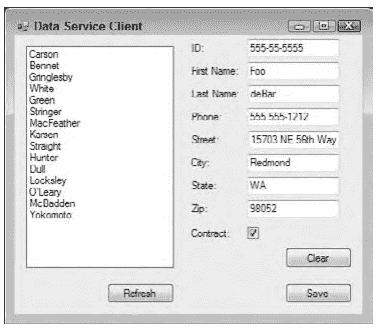 Data Service Client
Carson
Bennet
Gringlesby
White
Green
Stringer
MacFeather
Karsen
Straight
Hunter
Dull
Locksley
O'Leary
McBadden
Yokomoto
ID: 555-55-5555
First Name: Foo
Last Name: deBar
Phone: 555 555-1212
Street: 15703 NE 56th Way
City: Redmond
State: WA
Zip: 98052
Contract:
Clear
Refresh
Save